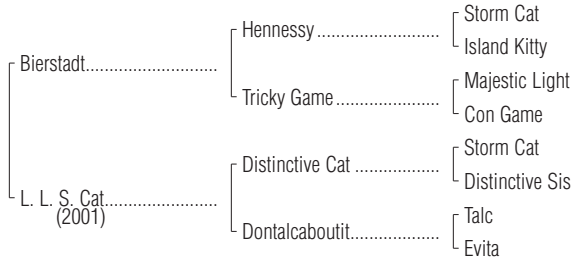 Storm Cat
Hennessy
Island Kitty
Bierstadt
Majestic Light
Tricky Game
Con Game
Storm Cat
Distinctive Cat
Distinctive Sis
L. L. S. Cat
(2001)
Talc
Dontalcaboutit
Evita